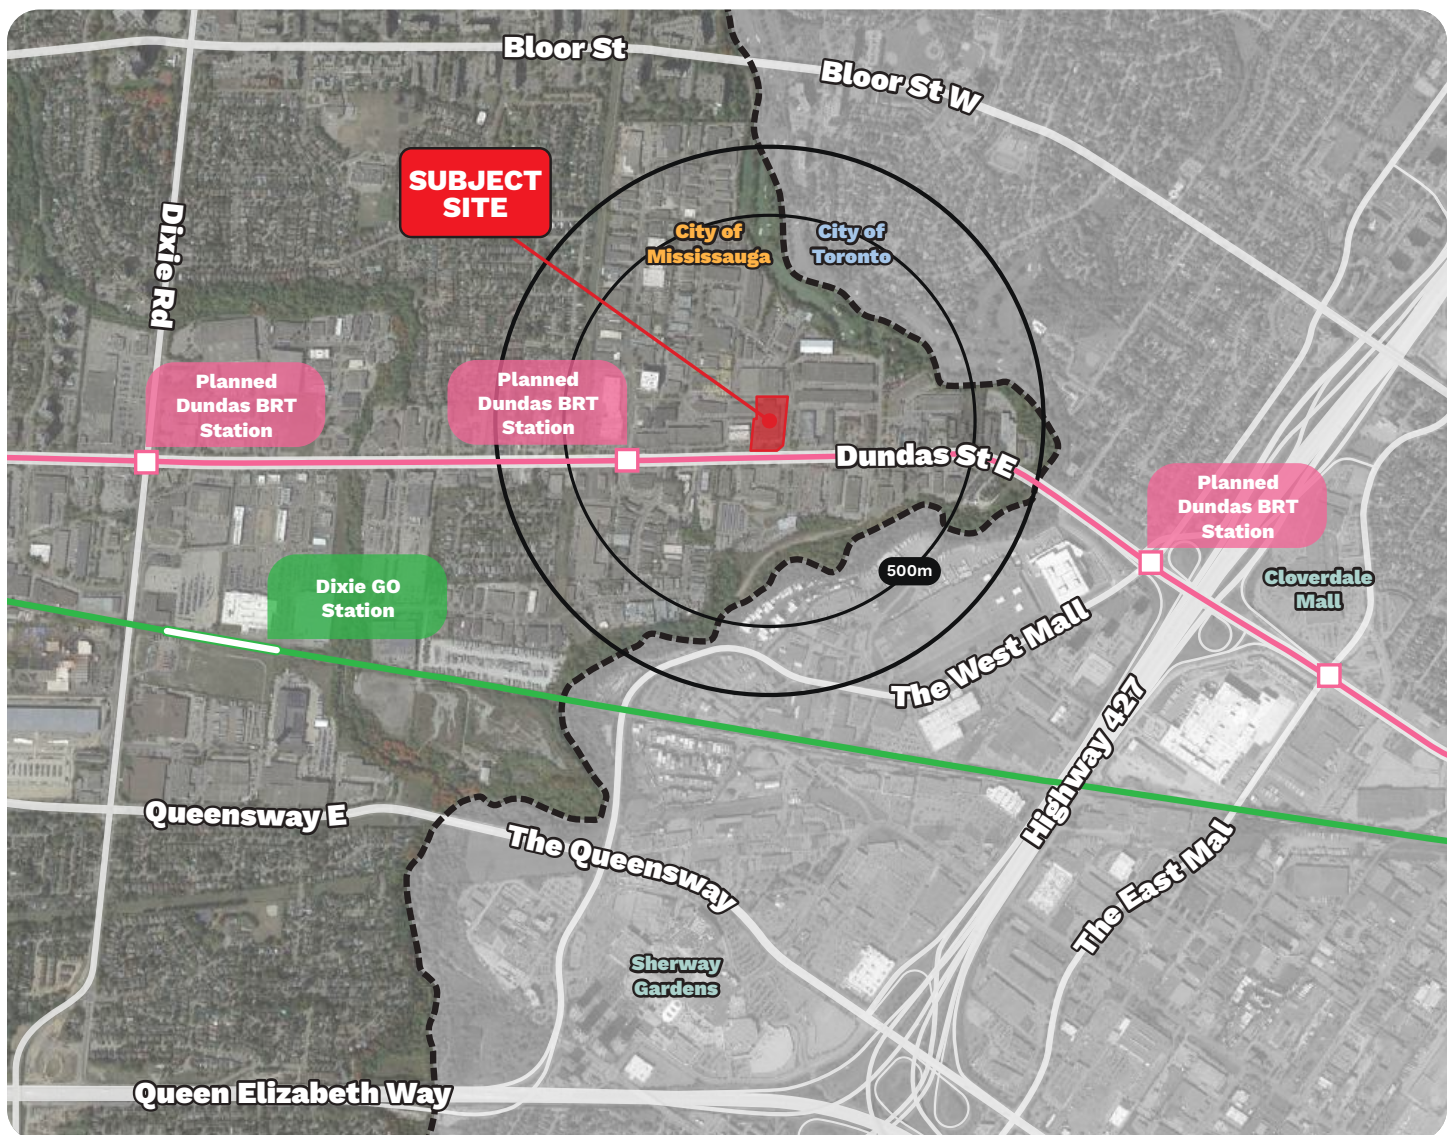 Bloor St
Bloor St W
SUBJECT
SITE
Dixie Rd
City of
Mississauga
City of
Toronto
Planned
Dundas BRT
Station
Planned
Dundas BRT
Station
Dundas St E
Planned
Dundas BRT
Station
500m
Dixie GO
Station
Cloverdale
Mall
The West Mall
Highway 427
Queensway E
The Queensway
The East Mal
Sherway
Gardens
Queen Elizabeth Way